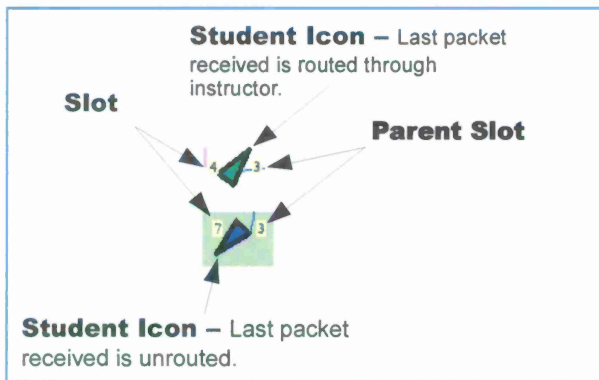 Student Icon – Last packet
received is routed through
instructor.
Slot
Parent Slot
4 3
7 3
Student Icon – Last packet
received is unrouted.